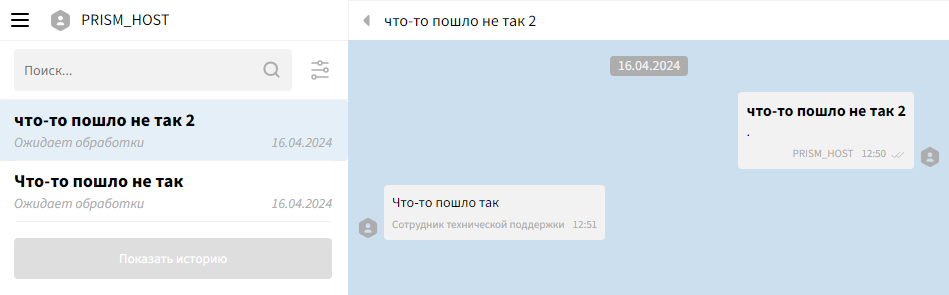 PRISM_HOST
Поиск...
что-то пошло не так 2
Ожидает обработки 16.04.2024
Что-то пошло не так
Ожидает обработки 16.04.2024
Показать историю
что-то пошло не так 2
16.04.2024
что-то пошло не так 2
.
PRISM_HOST 12:50
Что-то пошло так
Сотрудник технической поддержки 12:51